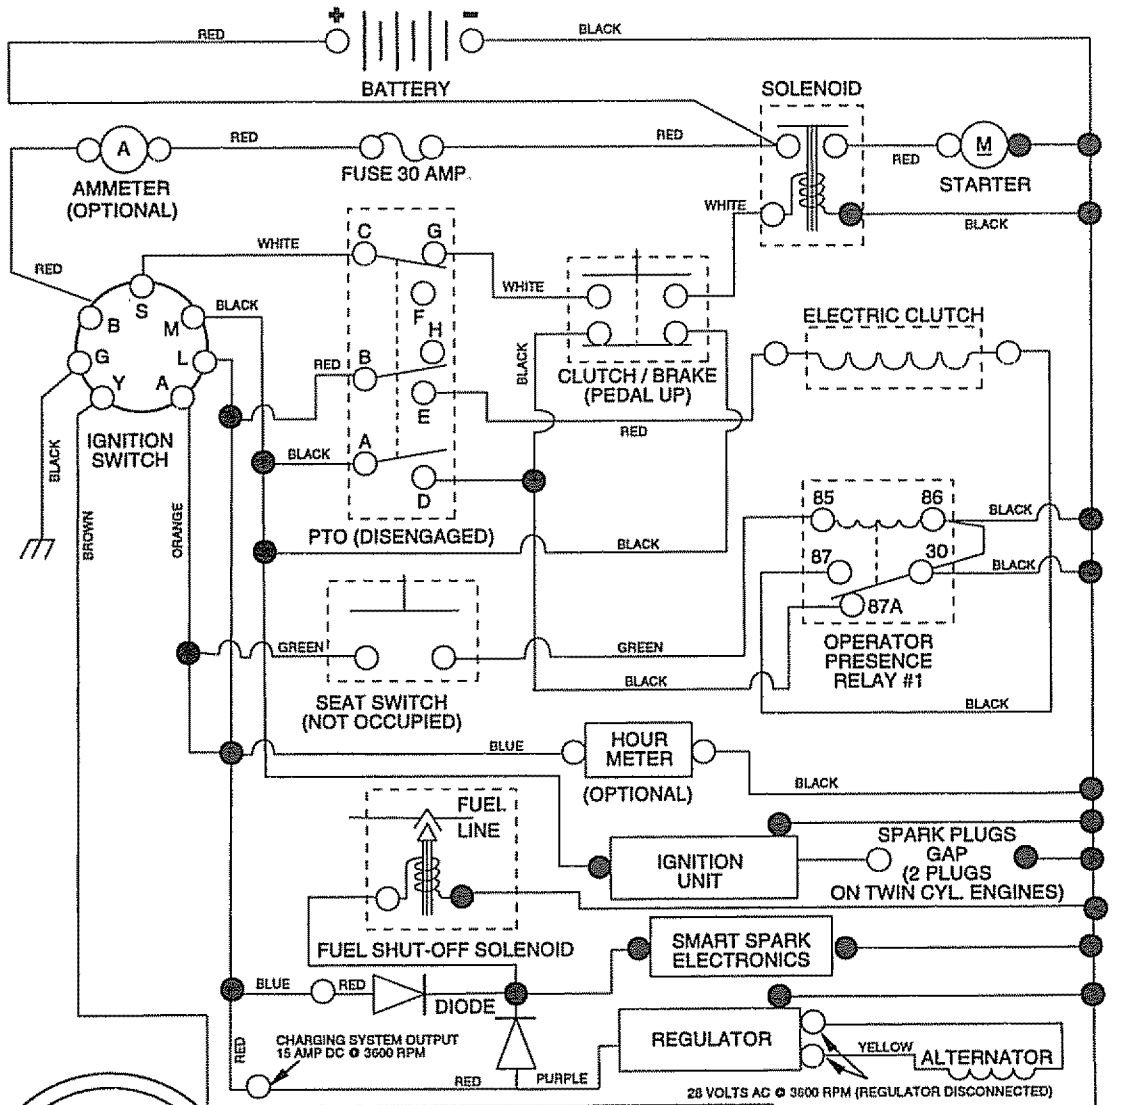 + -
RED
BLACK
BATTERY
SOLENOID
A
RED
RED
RED
M
FUSE 30 AMP.
AMMETER
(OPTIONAL)
STARTER
WHITE
BLACK
C G
WHITE
RED
WHITE
S
BLACK
B M
F
ELECTRIC CLUTCH
H
G L
RED
B
BLACK
CLUTCH / BRAKE
(PEDAL UP)
Y A
E
RED
IGNITION
SWITCH
BLACK
A
BLACK
D
85 86
BLACK
BROWN
ORANGE
PTO (DISENGAGED)
BLACK
87 30
BLACK
87A
GREEN
GREEN
OPERATOR
PRESENCE
RELAY #1
BLACK
SEAT SWITCH
(NOT OCCUPIED)
BLACK
BLUE
HOUR
METER
(OPTIONAL)
BLACK
FUEL
LINE
IGNITION
UNIT
SPARK PLUGS
GAP
(2 PLUGS
ON TWIN CYL. ENGINES)
FUEL SHUT-OFF SOLENOID
SMART SPARK
ELECTRONICS
BLUE
RED
DIODE
RED
CHARGING SYSTEM OUTPUT
15 AMP DC @ 3600 RPM
REGULATOR
YELLOW
ALTERNATOR
RED
PURPLE
28 VOLTS AC @ 3600 RPM (REGULATOR DISCONNECTED)